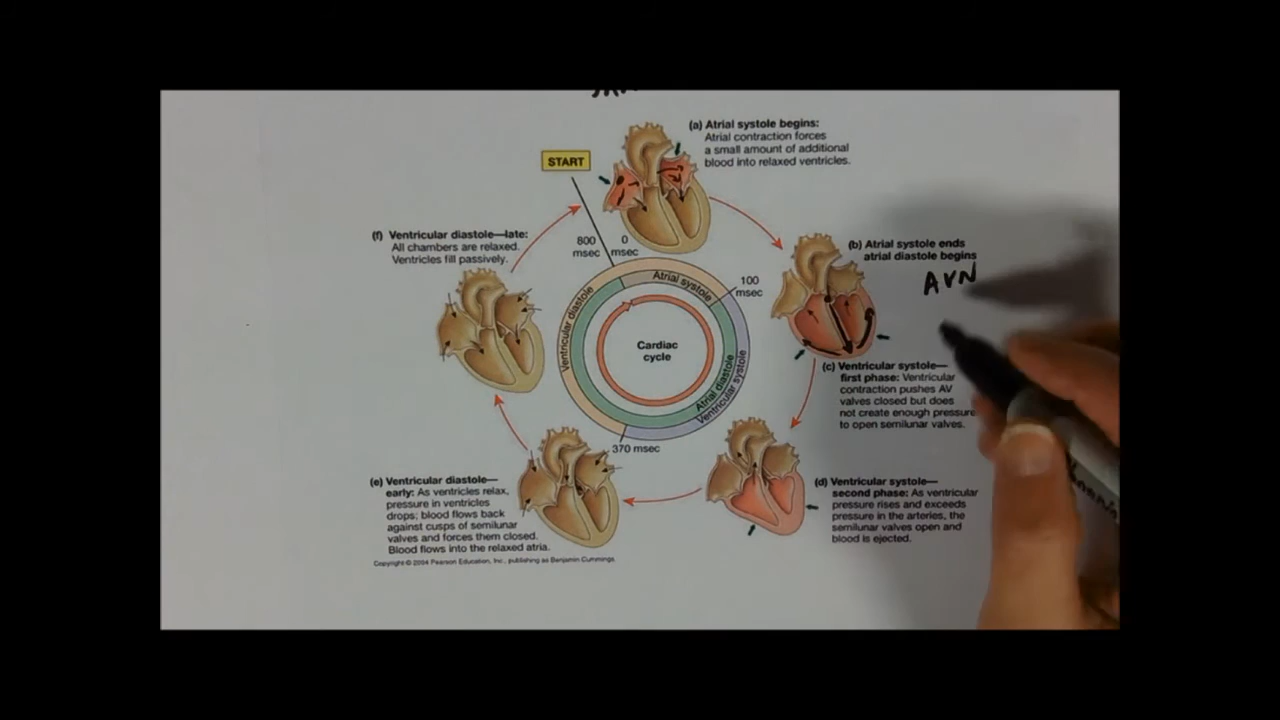 (a) Atrial systole begins:
Atrial contraction forces
a small amount of additional
blood into relaxed ventricles.
START
(f) Ventricular diastole—late:
All chambers are relaxed.
Ventricles fill passively.
800
msec
0
msec
(b) Atrial systole ends
atrial diastole begins
AVN
100
msec
Atrial systole
Ventricular diastole
Cardiac
cycle
Atrial diastole
Ventricular systole
(c) Ventricular systole—
first phase: Ventricular
contraction pushes AV
valves closed but does
not create enough pressure
to open semilunar valves.
370 msec
(e) Ventricular diastole—
early: As ventricles relax,
pressure in ventricles
drops; blood flows back
against cusps of semilunar
valves and forces them closed.
Blood flows into the relaxed atria.
(d) Ventricular systole—
second phase: As ventricular
pressure rises and exceeds
pressure in the arteries, the
semilunar valves open and
blood is ejected.
Copyright © 2004 Pearson Education, Inc., publishing as Benjamin Cummings.